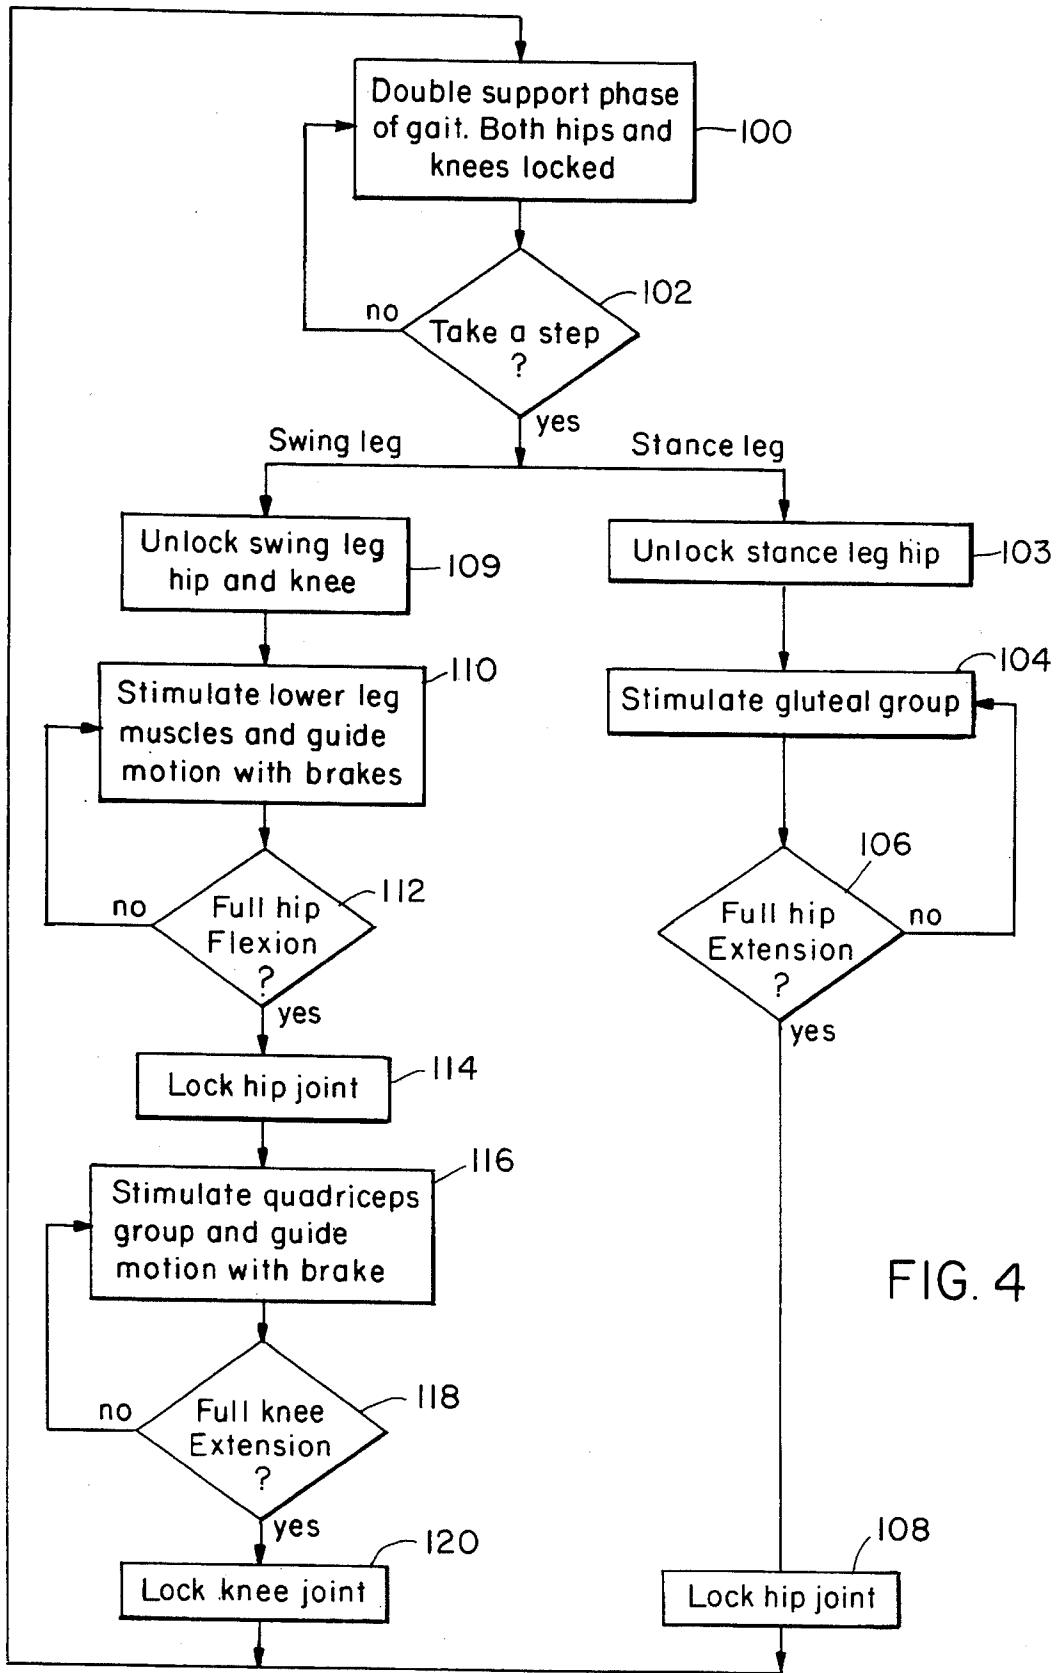 Double support phase
of gait. Both hips and
knees locked
100
102
no
Take a step
?
yes
Swing leg
Stance leg
Unlock swing leg
hip and knee
109
Unlock stance leg hip
103
110
Stimulate lower leg
muscles and guide
motion with brakes
104
Stimulate gluteal group
112
no
Full hip
Flexion
?
yes
106
Full hip
Extension
?
no
yes
Lock hip joint
114
116
Stimulate quadriceps
group and guide
motion with brake
FIG. 4
118
no
Full knee
Extension
?
yes
120
Lock knee joint
108
Lock hip joint